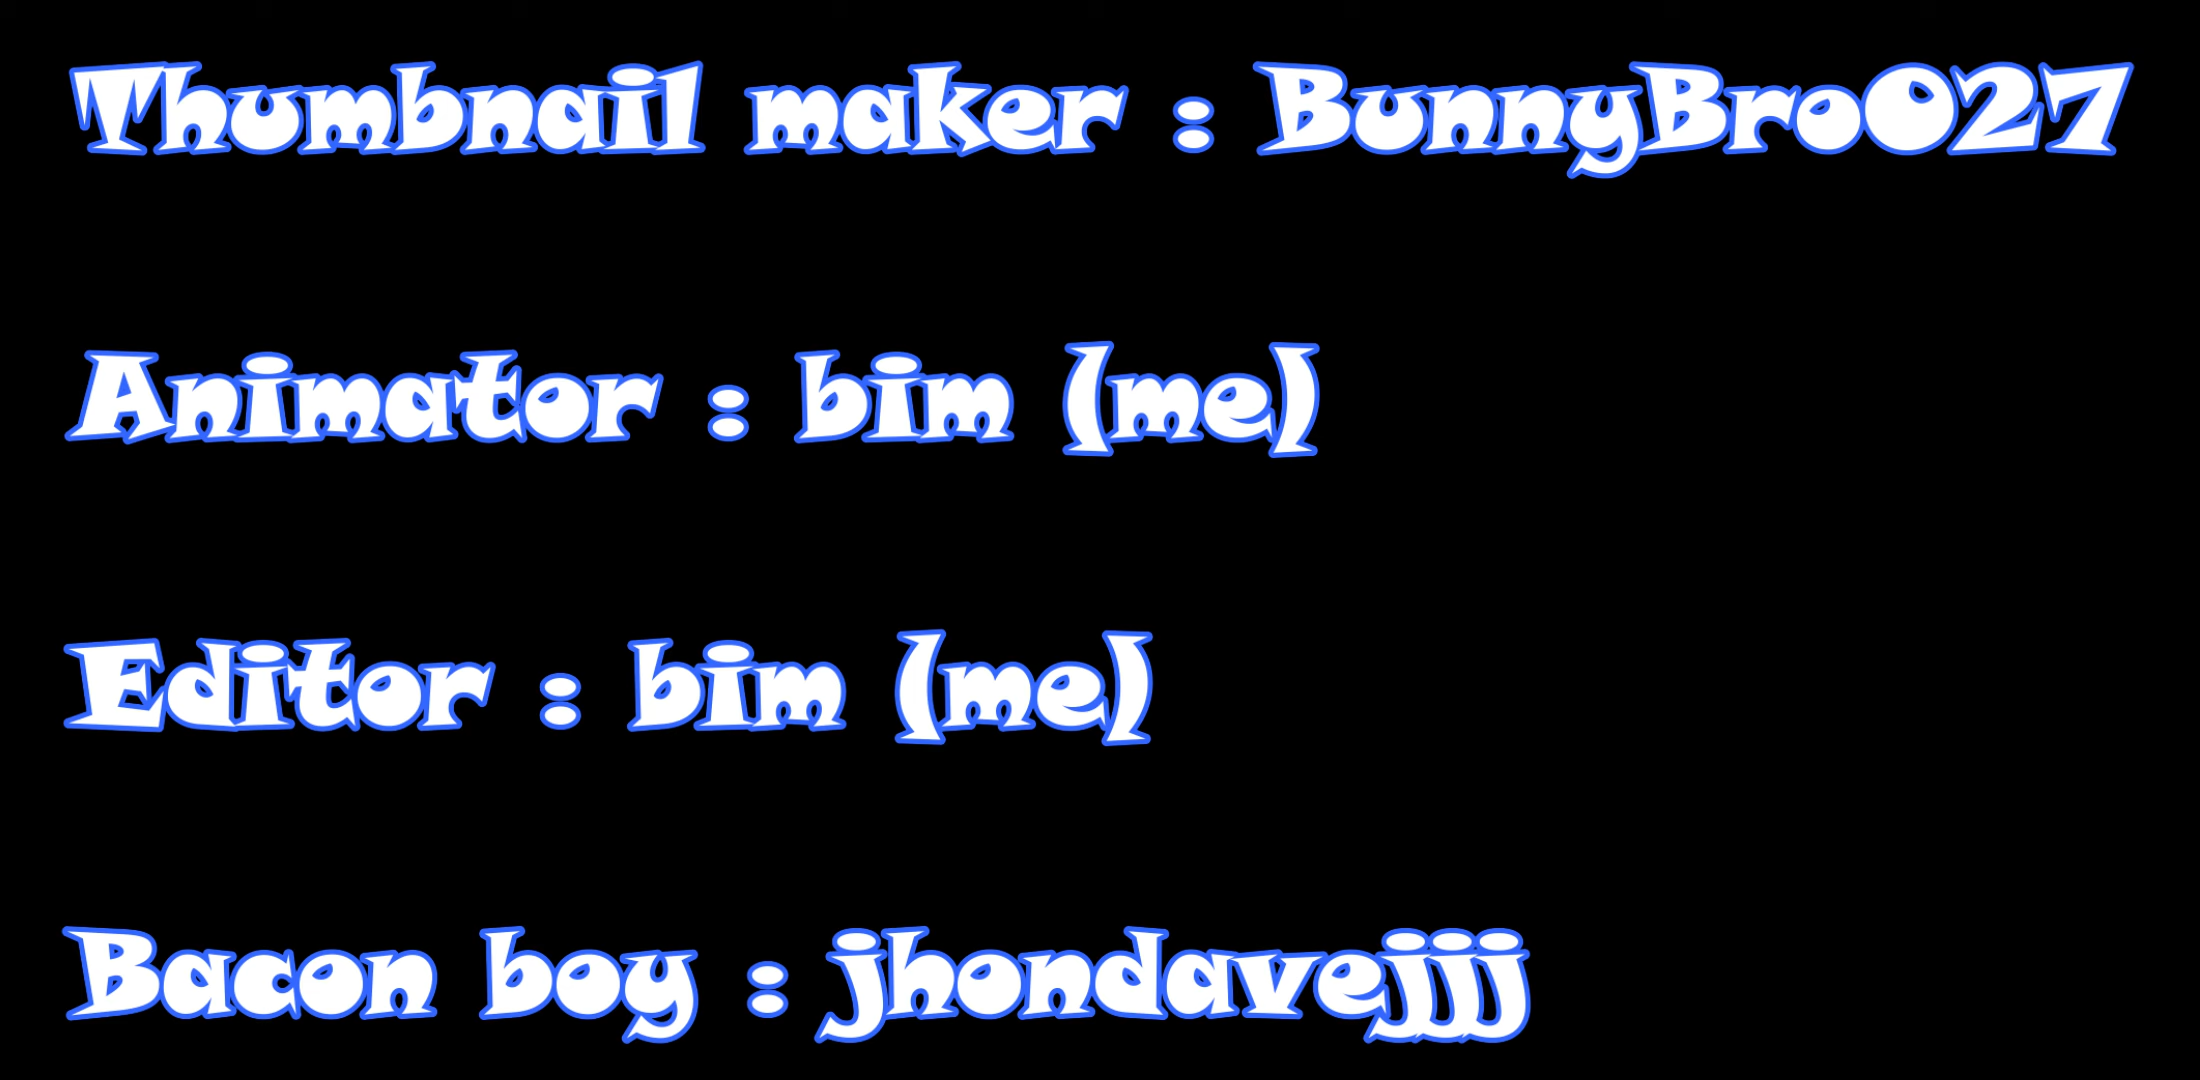 Thumbnail maker : BunnyBro027
Animator : bim (me)
Editor : bim (me)
Bacon boy : jhondavejjj